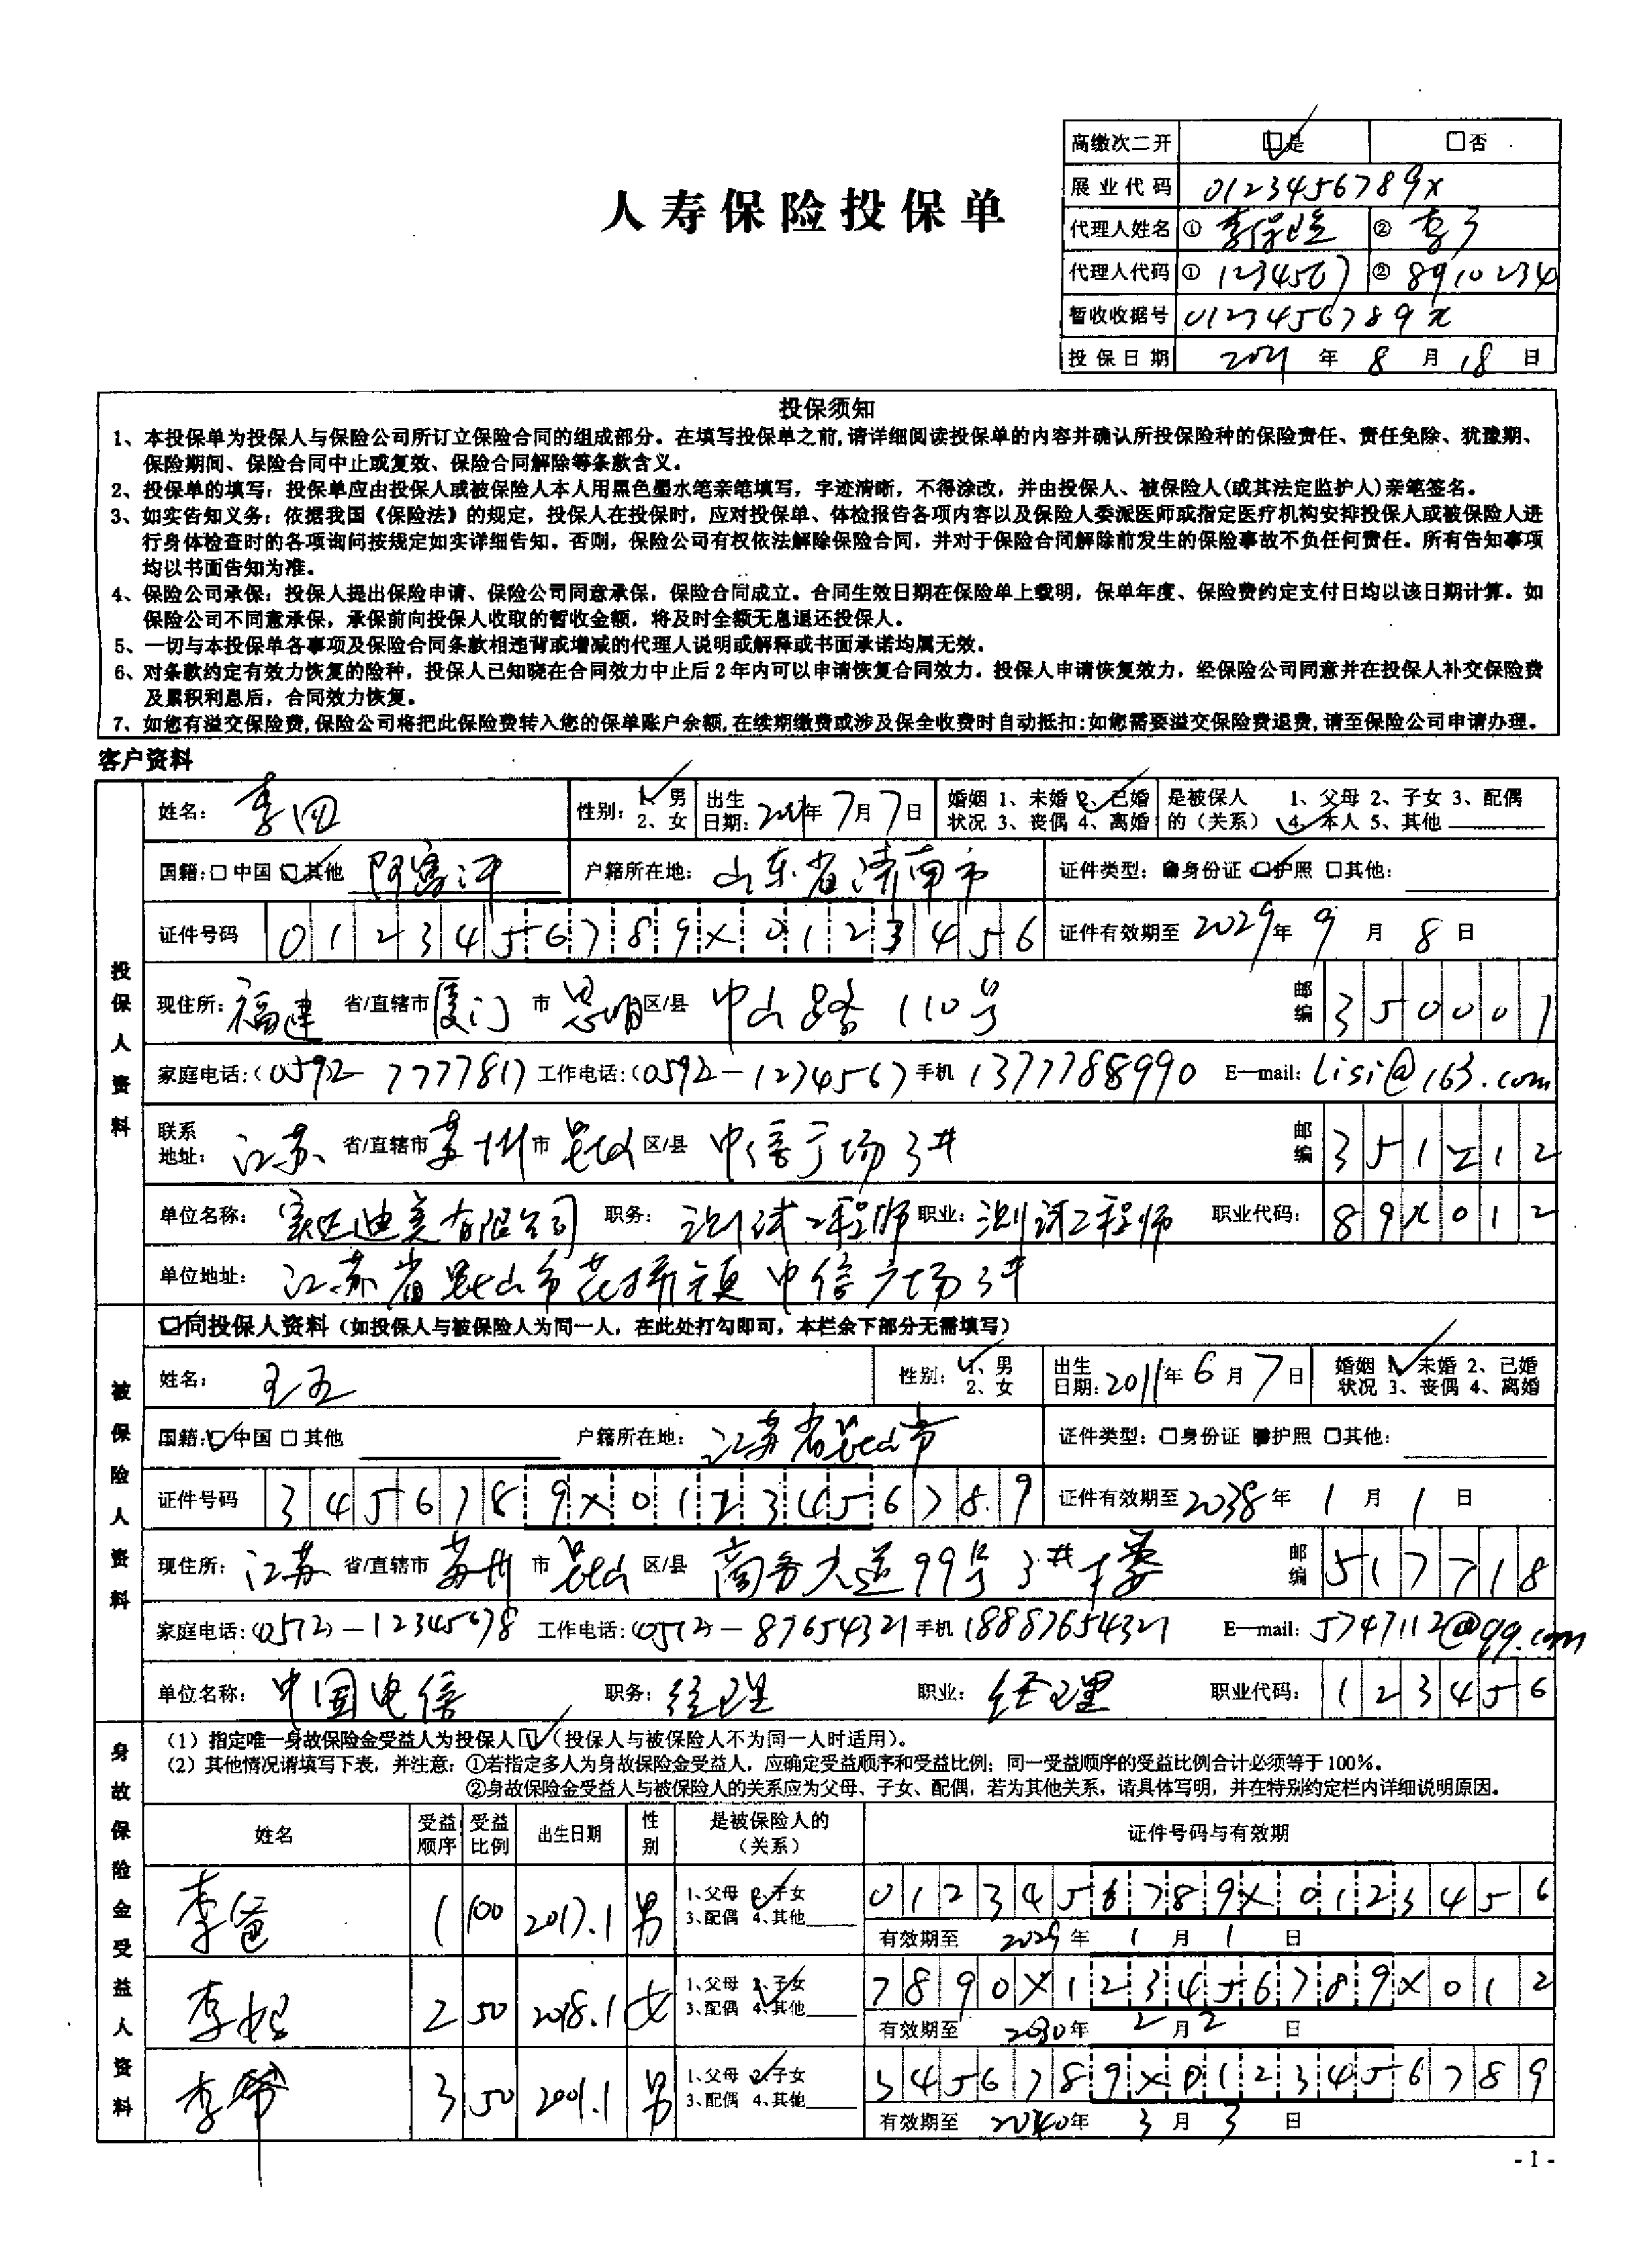 高缴次二开 □是 □否
展业代码 0123456789x
人寿保险投保单
代理人姓名 ① 李保险 ② 李了
代理人代码 ① 1234567 ② 8910234
暂收收据号 0123456789x
投保日期 2021 年 8 月 18 日
投保须知
1、本投保单为投保人与保险公司所订立保险合同的组成部分。在填写投保单之前,请详细阅读投保单的内容并确认所投保险种的保险责任、责任免除、犹豫期、
保险期间、保险合同中止或复效、保险合同解除等条款含义。
2、投保单的填写:投保单应由投保人或被保险人本人用黑色墨水笔亲笔填写,字迹清晰,不得涂改,并由投保人、被保险人(或其法定监护人)亲笔签名。
3、如实告知义务:依据我国《保险法》的规定,投保人在投保时,应对投保单、体检报告各项内容以及保险人委派医师或指定医疗机构安排投保人或被保险人进
行身体检查时的各项询问按规定如实详细告知。否则,保险公司有权依法解除保险合同,并对于保险合同解除前发生的保险事故不负任何责任。所有告知事项
均以书面告知为准。
4、保险公司承保:投保人提出保险申请、保险公司同意承保,保险合同成立。合同生效日期在保险单上载明,保单年度、保险费约定支付日均以该日期计算。如
保险公司不同意承保,承保前向投保人收取的暂收金额,将及时全额无息退还投保人。
5、一切与本投保单各事项及保险合同条款相违背或增减的代理人说明或解释或书面承诺均属无效。
6、对条款约定有效力恢复的险种,投保人已知晓在合同效力中止后2年内可以申请恢复合同效力。投保人申请恢复效力,经保险公司同意并在投保人补交保险费
及累积利息后,合同效力恢复。
7、如您有溢交保险费,保险公司将把此保险费转入您的保单账户余额,在续期缴费或涉及保全收费时自动抵扣;如您需要溢交保险费退费,请至保险公司申请办理。
客户资料
投保人资料
姓名: 李四 性别: 1、男 2、女 出生日期: 年 7 月 7 日 婚姻状况 1、未婚 2、已婚 3、丧偶 4、离婚 是被保人的(关系) 1、父母 2、子女 3、配偶 4、本人 5、其他
国籍:□中国 □其他 阿富汗 户籍所在地: 山东省济南市 证件类型: 身份证 □护照 □其他:
证件号码 0123456789x0123456 证件有效期至 2029 年 9 月 8 日
现住所: 福建 省/直辖市 厦门 市 思明 区/县 中山路110号 邮编 350001
家庭电话:(0592-7777817 工作电话:(0592-1234567 手机 13777788990 E—mail: lisi@163.com
联系地址: 江苏 省/直辖市 苏州 市 昆山 区/县 中信广场3# 邮编 351212
单位名称: 宾达迪美有限公司 职务: 测试工程师 职业: 测试工程师 职业代码: 89x012
单位地址: 江苏省昆山市花桥镇中信广场3#
被保险人资料
□同投保人资料(如投保人与被保险人为同一人,在此处打勾即可,本栏余下部分无需填写)
姓名: 王五 性别: 1、男 2、女 出生日期: 2011 年 6 月 7 日 婚姻状况 1、未婚 2、已婚 3、丧偶 4、离婚
国籍:□中国 □其他 户籍所在地: 江苏省昆山市 证件类型:□身份证 护照 □其他:
证件号码 3456789x0123456789 证件有效期至 2038 年 1 月 1 日
现住所: 江苏 省/直辖市 苏州 市 昆山 区/县 商务大道99号3#楼 邮编 517718
家庭电话:(0512)-12345678 工作电话:(0512)-87654321 手机 18887654321 E—mail: 5747112@qq.com
单位名称: 中国电信 职务: 经理 职业: 经理 职业代码: 123456
身故保险金受益人资料
(1)指定唯一身故保险金受益人为投保人□(投保人与被保险人不为同一人时适用)。
(2)其他情况请填写下表,并注意:①若指定多人为身故保险金受益人,应确定受益顺序和受益比例;同一受益顺序的受益比例合计必须等于100%。
②身故保险金受益人与被保险人的关系应为父母、子女、配偶,若为其他关系,请具体写明,并在特别约定栏内详细说明原因。
姓名 受益顺序 受益比例 出生日期 性别 是被保险人的(关系) 证件号码与有效期
李爸 1 100 2017.1 男 1、父母 2、子女 3、配偶 4、其他 0123456789x0123456
有效期至 2029 年 1 月 1 日
李妈 2 50 2018.1 女 1、父母 2、子女 3、配偶 4、其他 7890x123456789x012
有效期至 2030 年 2 月 2 日
李帮 3 50 2001.1 男 1、父母 2、子女 3、配偶 4、其他 3456789x0123456789
有效期至 2040 年 3 月 3 日
- 1 -